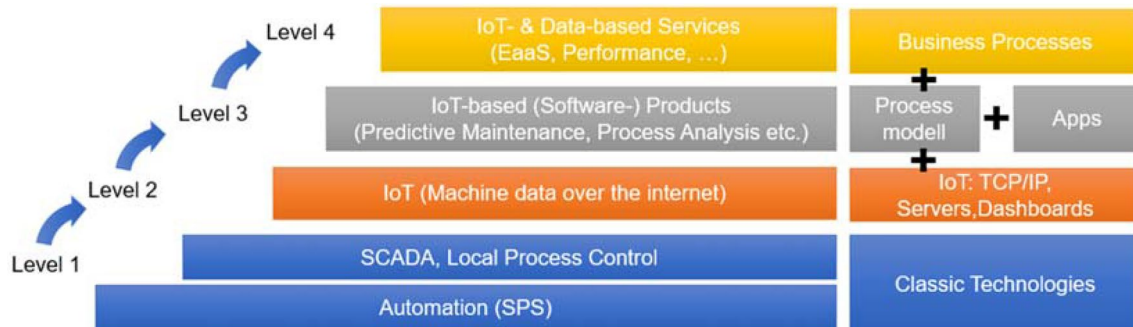 Level 4
IoT- & Data-based Services
(EaaS, Performance, ...)
Business Processes
+
Level 3
IoT-based (Software-) Products
(Predictive Maintenance, Process Analysis etc.)
Process
modell
+
Apps
+
Level 2
IoT (Machine data over the internet)
IoT: TCP/IP,
Servers,Dashboards
Level 1
SCADA, Local Process Control
Automation (SPS)
Classic Technologies